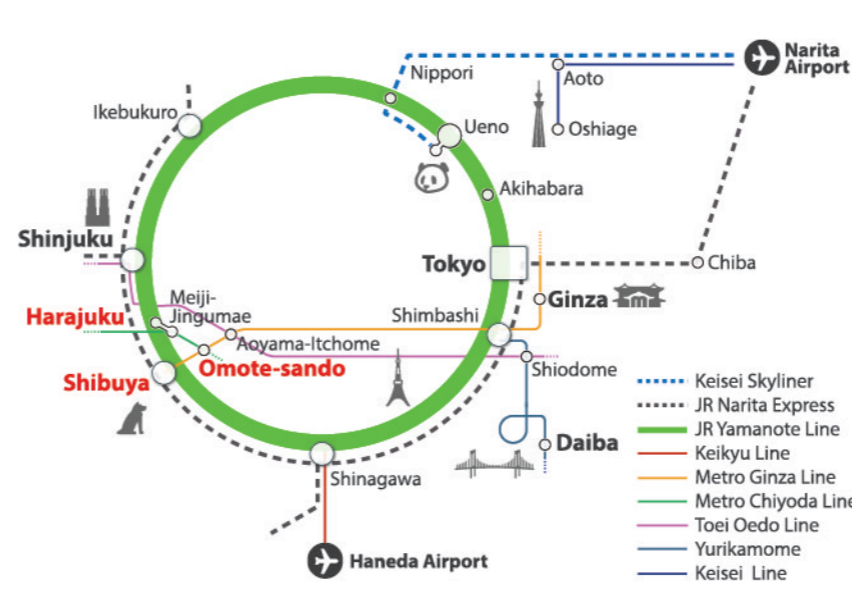 Narita
Airport
Nippori
Aoto
Ikebukuro
Ueno
Oshiage
Akihabara
Shinjuku
Tokyo
Chiba
Meiji-
Jingumae
Harajuku
Ginza
Shimbashi
Aoyama-Itchome
Omote-sando
Shibuya
Shiodome
Daiba
Shinagawa
Haneda Airport
Keisei Skyliner
JR Narita Express
JR Yamanote Line
Keikyu Line
Metro Ginza Line
Metro Chiyoda Line
Toei Oedo Line
Yurikamome
Keisei Line